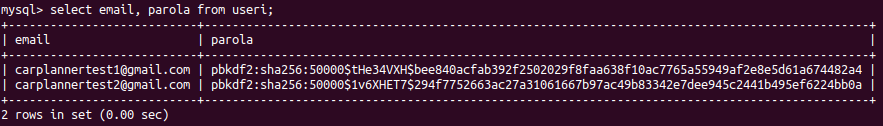 mysql> select email, parola from useri;
+--------------------------+------------------------------------------------------------------------------------------------+
| email | parola |
+--------------------------+------------------------------------------------------------------------------------------------+
| carplannertest1@gmail.com | pbkdf2:sha256:50000$tHe34VXH$bee840acfab392f2502029f8faa638f10ac7765a55949af2e8e5d61a674482a4 |
| carplannertest2@gmail.com | pbkdf2:sha256:50000$1v6XHET7$294f7752663ac27a31061667b97ac49b83342e7dee945c2441b495ef6224bb0a |
+--------------------------+------------------------------------------------------------------------------------------------+
2 rows in set (0.00 sec)